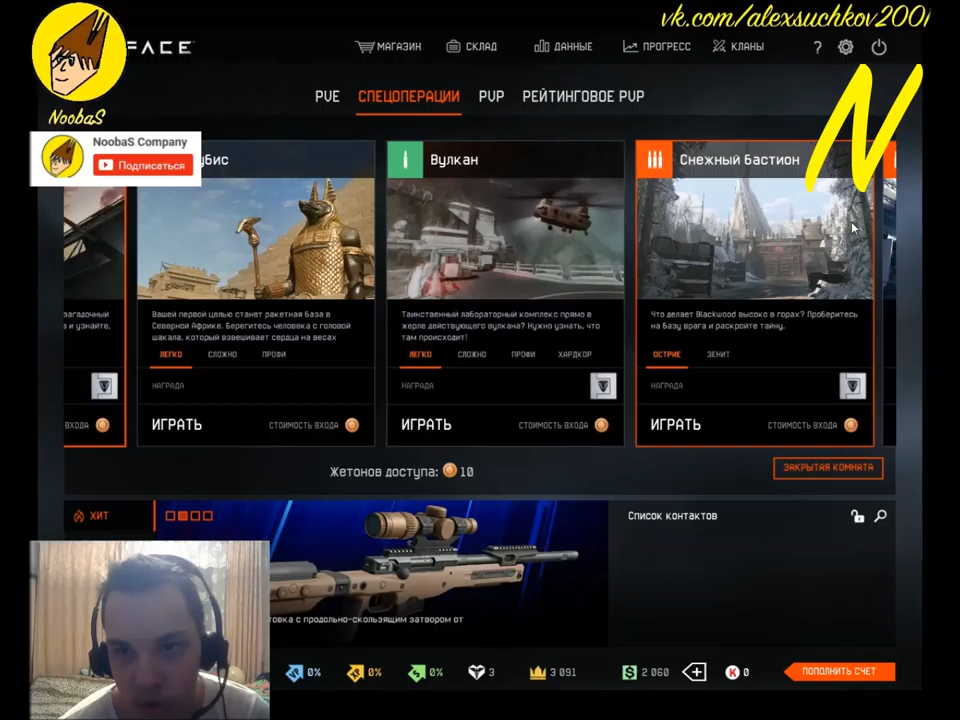 vk.com/alexsuchkov200
FACE
МАГАЗИН
СКЛАД
ДАННЫЕ
ПРОГРЕСС
КЛАНЫ
?
NoobaS
PVE
СПЕЦОПЕРАЦИИ
PVP
РЕЙТИНГОВОЕ PVP
N
NoobaS Company
Подписаться
убис
Вулкан
Снежный бастион
загадочный
и узнайте,
Вашей первой целью станет ракетная база в
Северной Африке. Берегитесь человека с головой
шакала, который взвешивает сердца на весах
Таинственный лабораторный комплекс прямо в
жерле действующего вулкана? Нужно узнать, что
там происходит!
Что делает Blackwood высоко в горах? Проберитесь
на базу врага и раскройте тайну.
ЛЕГКО
СЛОЖНО
ПРОФИ
ЛЕГКО
СЛОЖНО
ПРОФИ
ХАРДКОР
ОСТРИЕ
ЗЕНИТ
НАГРАДА
НАГРАДА
НАГРАДА
ВХОДА
ИГРАТЬ
СТОИМОСТЬ ВХОДА
ИГРАТЬ
СТОИМОСТЬ ВХОДА
ИГРАТЬ
СТОИМОСТЬ ВХОДА
Жетонов доступа: 10
ЗАКРЫТАЯ КОМНАТА
ХИТ
Список контактов
товка с продольно-скользящим затвором от
0%
0%
0%
3
3 091
2 060
K 0
ПОПОЛНИТЬ СЧЕТ